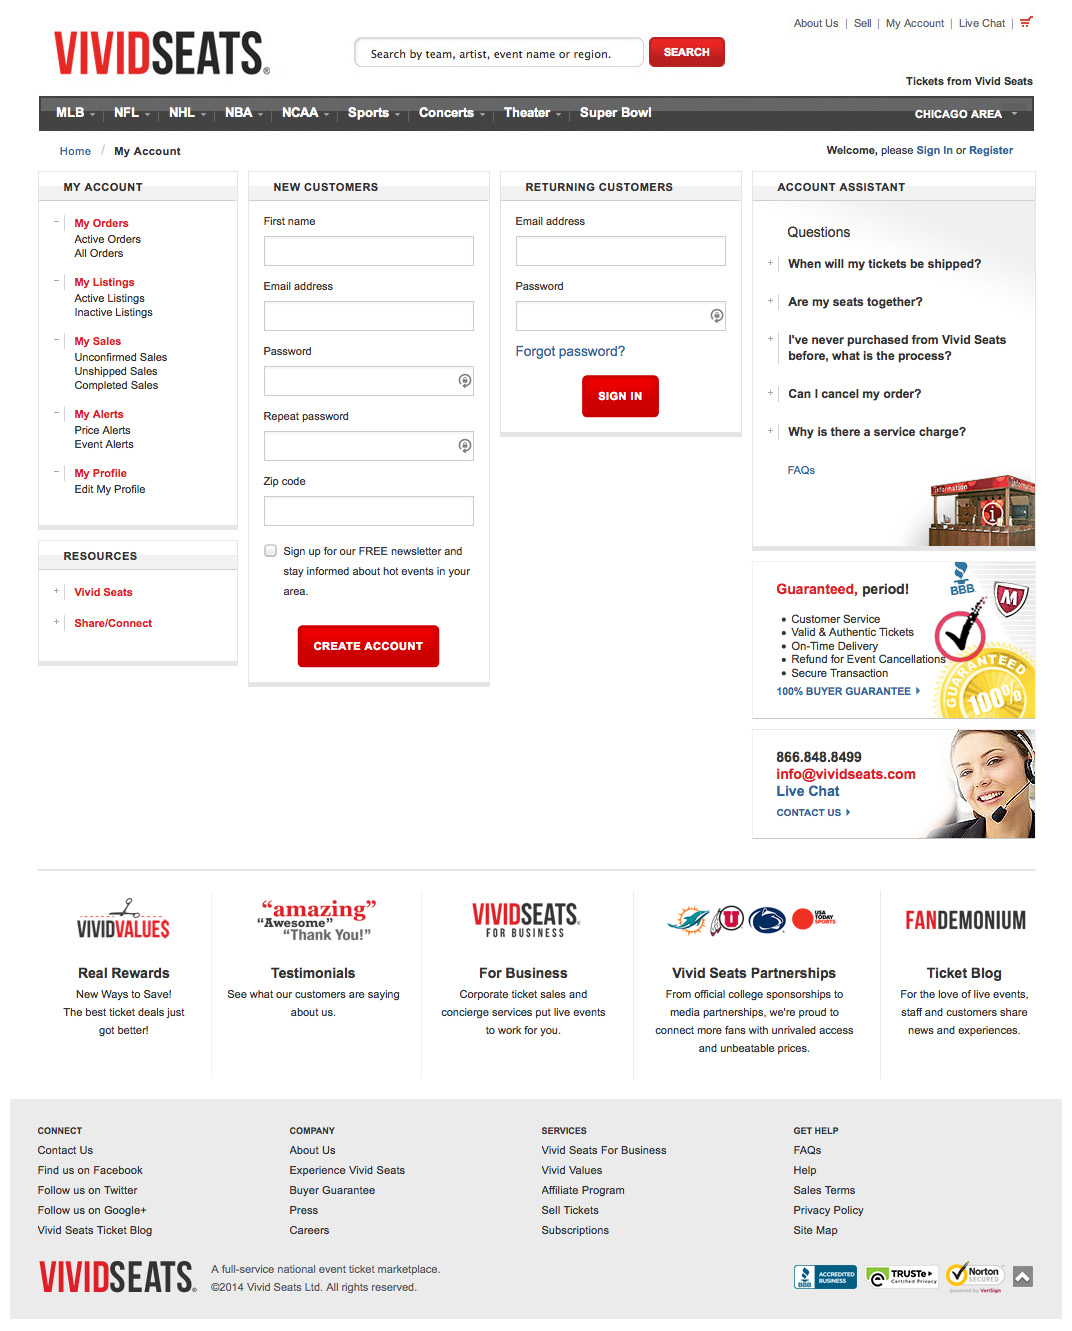 About Us | Sell | My Account | Live Chat |
VIVIDSEATS®
Search by team, artist, event name or region.
SEARCH
Tickets from Vivid Seats
MLB NFL NHL NBA NCAA Sports Concerts Theater Super Bowl CHICAGO AREA
Home / My Account
Welcome, please Sign In or Register
MY ACCOUNT
My Orders
Active Orders
All Orders
My Listings
Active Listings
Inactive Listings
My Sales
Unconfirmed Sales
Unshipped Sales
Completed Sales
My Alerts
Price Alerts
Event Alerts
My Profile
Edit My Profile
RESOURCES
Vivid Seats
Share/Connect
NEW CUSTOMERS
First name
Email address
Password
Repeat password
Zip code
Sign up for our FREE newsletter and
stay informed about hot events in your
area.
CREATE ACCOUNT
RETURNING CUSTOMERS
Email address
Password
Forgot password?
SIGN IN
ACCOUNT ASSISTANT
Questions
When will my tickets be shipped?
Are my seats together?
I've never purchased from Vivid Seats
before, what is the process?
Can I cancel my order?
Why is there a service charge?
FAQs
information
Guaranteed, period!
BBB
Customer Service
Valid & Authentic Tickets
On-Time Delivery
Refund for Event Cancellations
Secure Transaction
100% BUYER GUARANTEE
GUARANTEED
100%
866.848.8499
info@vividseats.com
Live Chat
CONTACT US
VIVIDVALUE$
Real Rewards
New Ways to Save!
The best ticket deals just
got better!
"amazing"
"Awesome"
"Thank You!"
Testimonials
See what our customers are saying
about us.
VIVIDSEATS®
FOR BUSINESS
For Business
Corporate ticket sales and
concierge services put live events
to work for you.
U
USA
TODAY
SPORTS
Vivid Seats Partnerships
From official college sponsorships to
media partnerships, we're proud to
connect more fans with unrivaled access
and unbeatable prices.
FANDEMONIUM
Ticket Blog
For the love of live events,
staff and customers share
news and experiences.
CONNECT
Contact Us
Find us on Facebook
Follow us on Twitter
Follow us on Google+
Vivid Seats Ticket Blog
COMPANY
About Us
Experience Vivid Seats
Buyer Guarantee
Press
Careers
SERVICES
Vivid Seats For Business
Vivid Values
Affiliate Program
Sell Tickets
Subscriptions
GET HELP
FAQs
Help
Sales Terms
Privacy Policy
Site Map
VIVIDSEATS®
A full-service national event ticket marketplace.
©2014 Vivid Seats Ltd. All rights reserved.
BBB
ACCREDITED
BUSINESS
TRUSTe
Certified Privacy
Norton
SECURED
powered by VeriSign